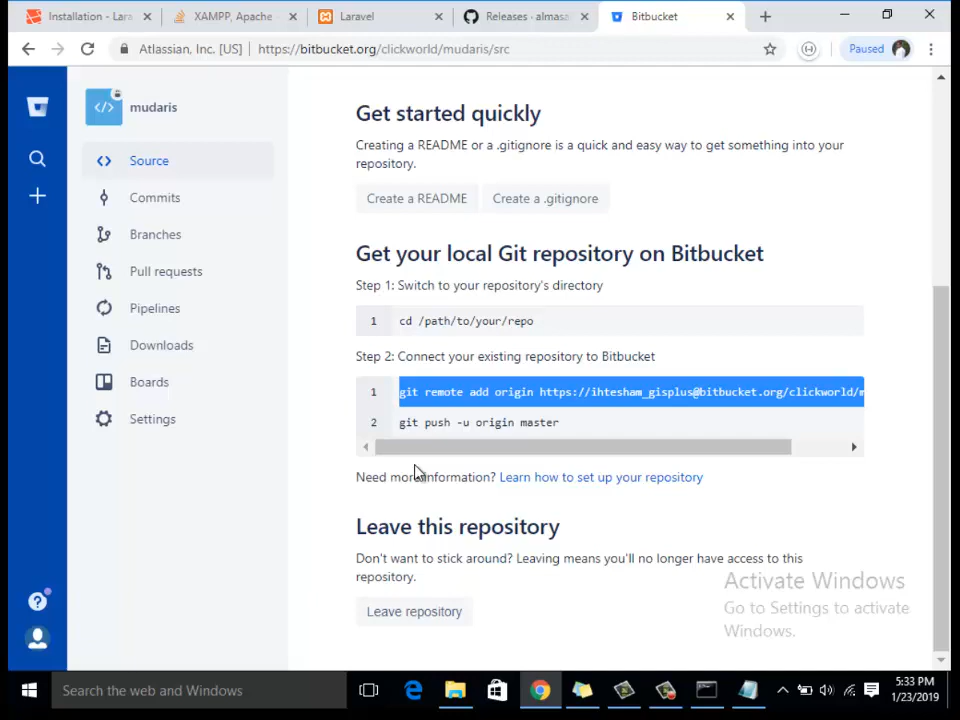 Installation - Lara
XAMPP, Apache
Laravel
Releases · almasa
Bitbucket
Atlassian, Inc. [US] | https://bitbucket.org/clickworld/mudaris/src
Paused
mudaris
Source
Commits
Branches
Pull requests
Pipelines
Downloads
Boards
Settings
Get started quickly
Creating a README or a .gitignore is a quick and easy way to get something into your
repository.
Create a README
Create a .gitignore
Get your local Git repository on Bitbucket
Step 1: Switch to your repository's directory
1 cd /path/to/your/repo
Step 2: Connect your existing repository to Bitbucket
1 git remote add origin https://ihtesham_gisplus@bitbucket.org/clickworld/m
2 git push -u origin master
Need more information? Learn how to set up your repository
Leave this repository
Don't want to stick around? Leaving means you'll no longer have access to this
repository.
Leave repository
Activate Windows
Go to Settings to activate
Windows.
Search the web and Windows
5:33 PM
1/23/2019